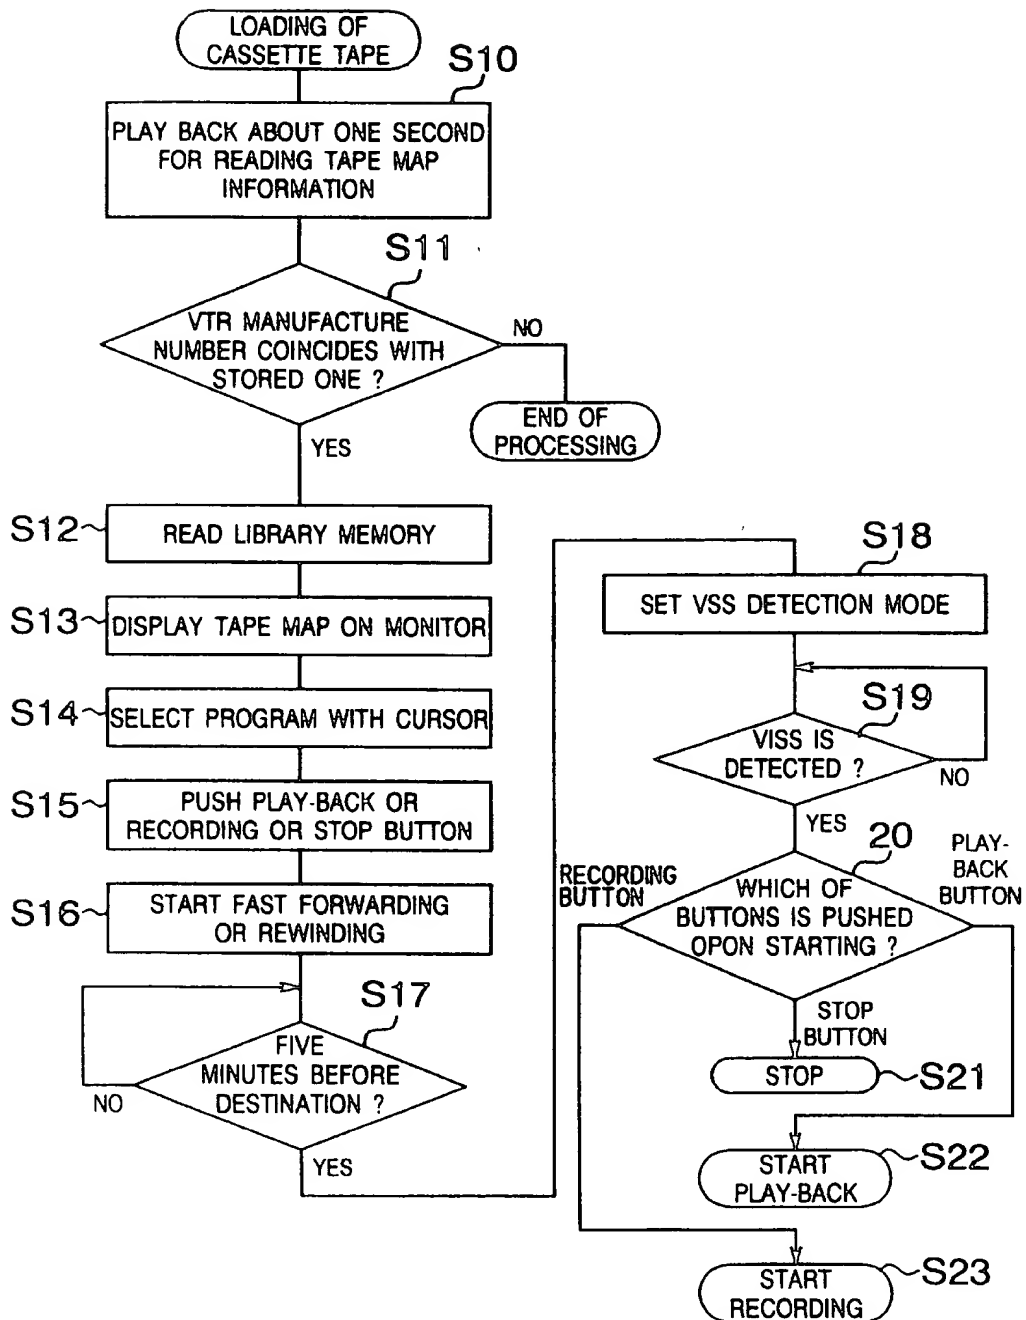 LOADING OF
CASSETTE TAPE
S10
PLAY BACK ABOUT ONE SECOND
FOR READING TAPE MAP
INFORMATION
S11
VTR MANUFACTURE
NUMBER COINCIDES WITH
STORED ONE ?
NO
END OF
PROCESSING
YES
S12
READ LIBRARY MEMORY
S13
DISPLAY TAPE MAP ON MONITOR
S14
SELECT PROGRAM WITH CURSOR
S15
PUSH PLAY-BACK OR
RECORDING OR STOP BUTTON
S16
START FAST FORWARDING
OR REWINDING
S17
FIVE
MINUTES BEFORE
DESTINATION ?
NO
YES
S18
SET VSS DETECTION MODE
S19
VISS IS
DETECTED ?
NO
YES
20
WHICH OF
BUTTONS IS PUSHED
OPON STARTING ?
RECORDING
BUTTON
PLAY-
BACK
BUTTON
STOP
BUTTON
STOP
S21
START
PLAY-BACK
S22
START
RECORDING
S23